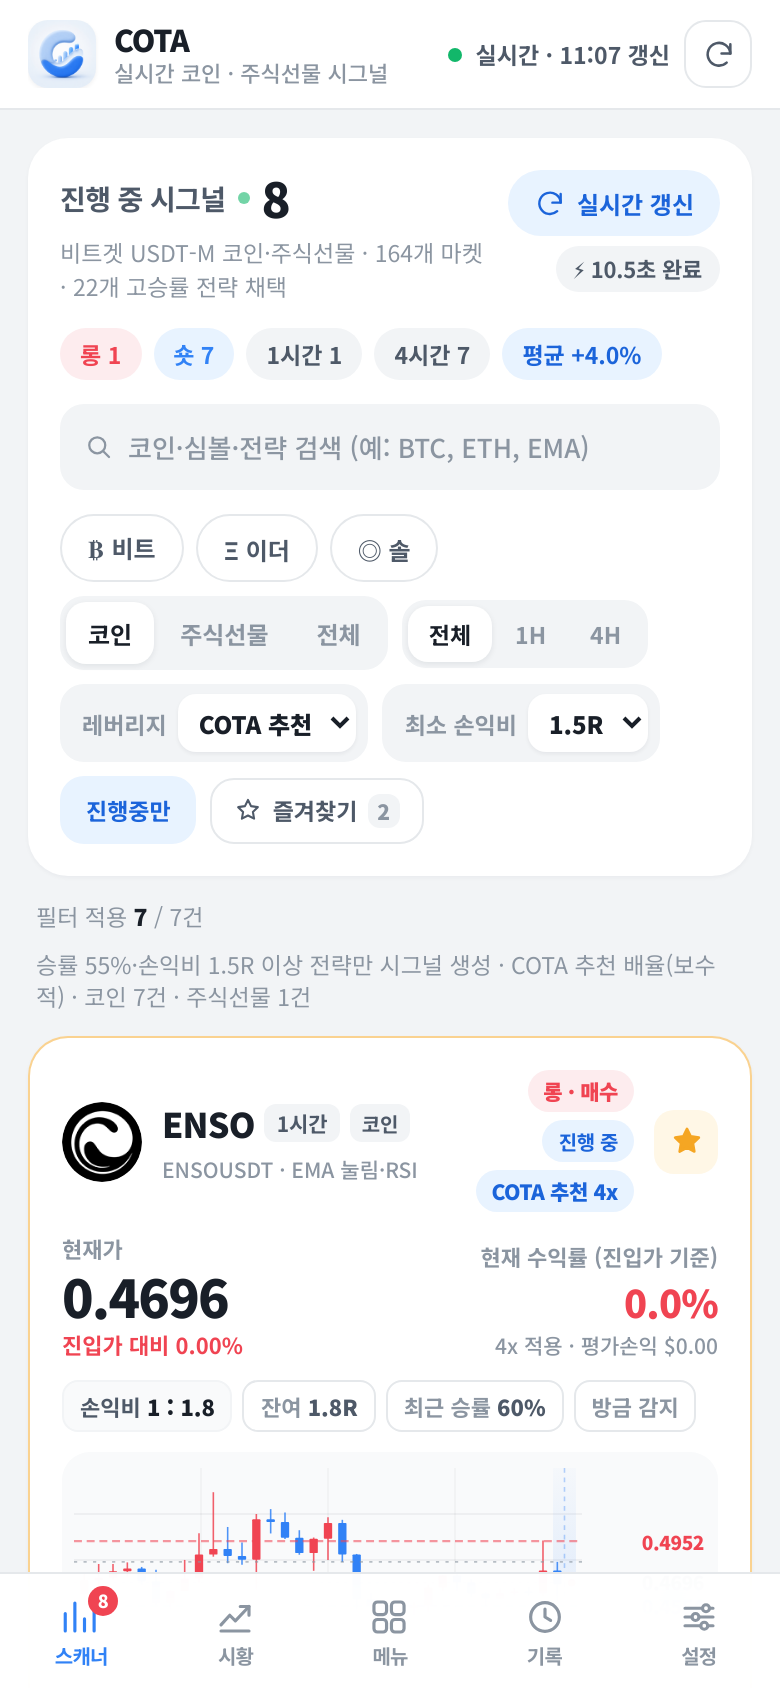 COTA
실시간 코인 · 주식선물 시그널
실시간 · 11:07 갱신
진행 중 시그널 8
실시간 갱신
비트겟 USDT-M 코인·주식선물 · 164개 마켓
· 22개 고승률 전략 채택
⚡ 10.5초 완료
롱 1
숏 7
1시간 1
4시간 7
평균 +4.0%
코인·심볼·전략 검색 (예: BTC, ETH, EMA)
₿ 비트
Ξ 이더
◎ 솔
코인 주식선물 전체
전체 1H 4H
레버리지 COTA 추천
최소 손익비 1.5R
진행중만
즐겨찾기 2
필터 적용 7 / 7건
승률 55%·손익비 1.5R 이상 전략만 시그널 생성 · COTA 추천 배율(보수
적) · 코인 7건 · 주식선물 1건
ENSO 1시간 코인
ENSOUSDT · EMA 눌림·RSI
롱 · 매수
진행 중
COTA 추천 4x
현재가
0.4696
진입가 대비 0.00%
현재 수익률 (진입가 기준)
0.0%
4x 적용 · 평가손익 $0.00
손익비 1 : 1.8
잔여 1.8R
최근 승률 60%
방금 감지
0.4952
8
스캐너
시황
메뉴
기록
설정